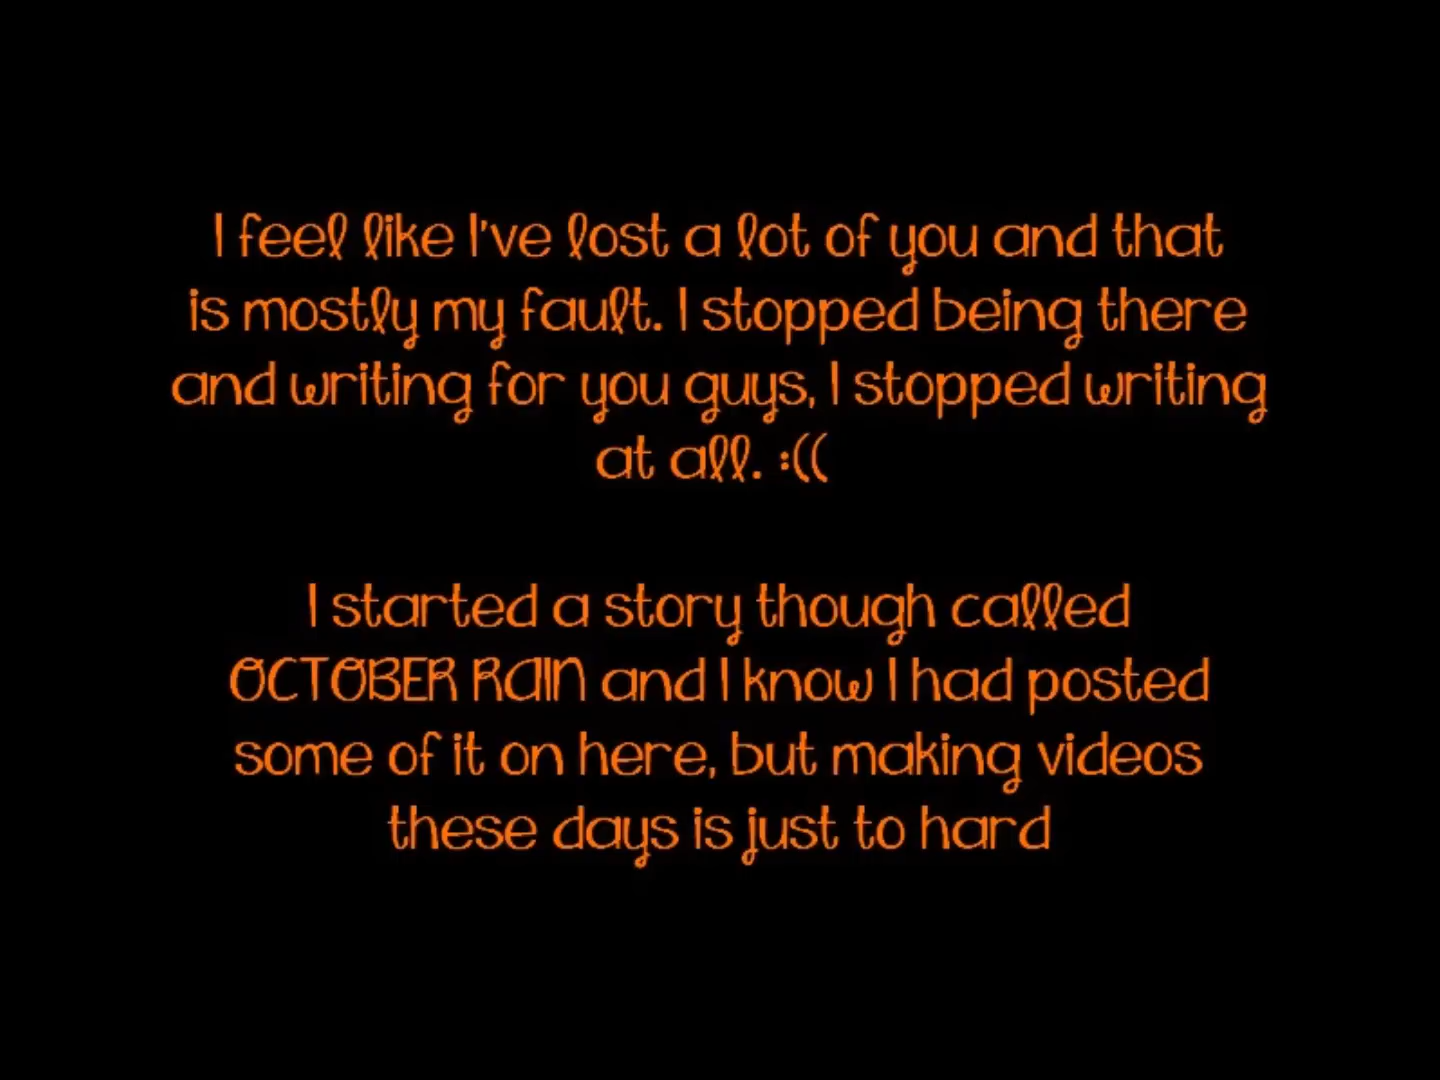 I feel like I've lost a lot of you and that
is mostly my fault. I stopped being there
and writing for you guys, I stopped writing
at all. :((
I started a story though called
OCTOBER RAIN and I know I had posted
some of it on here, but making videos
these days is just to hard